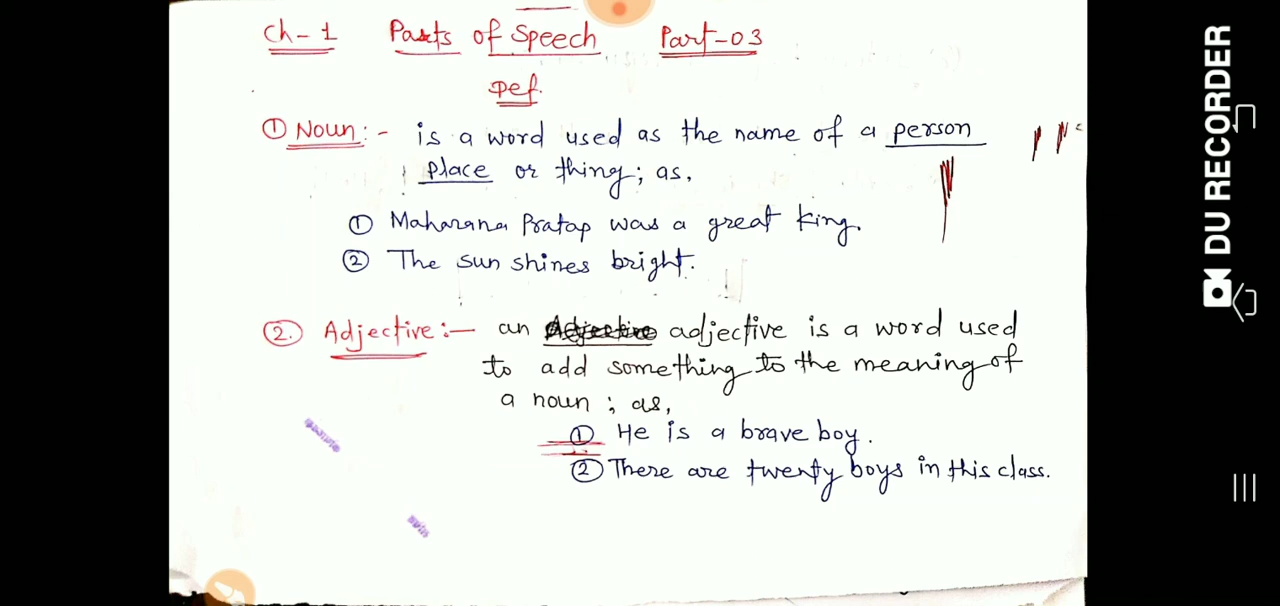 Ch-1 Parts of Speech Part-03
Def.
① Noun:- is a word used as the name of a person
place or thing; as,
① Maharana Pratap was a great king.
② The sun shines bright.
②. Adjective:— an Adjective adjective is a word used
to add something to the meaning of
a noun; as,
① He is a brave boy.
② There are twenty boys in this class.
DU RECORDER